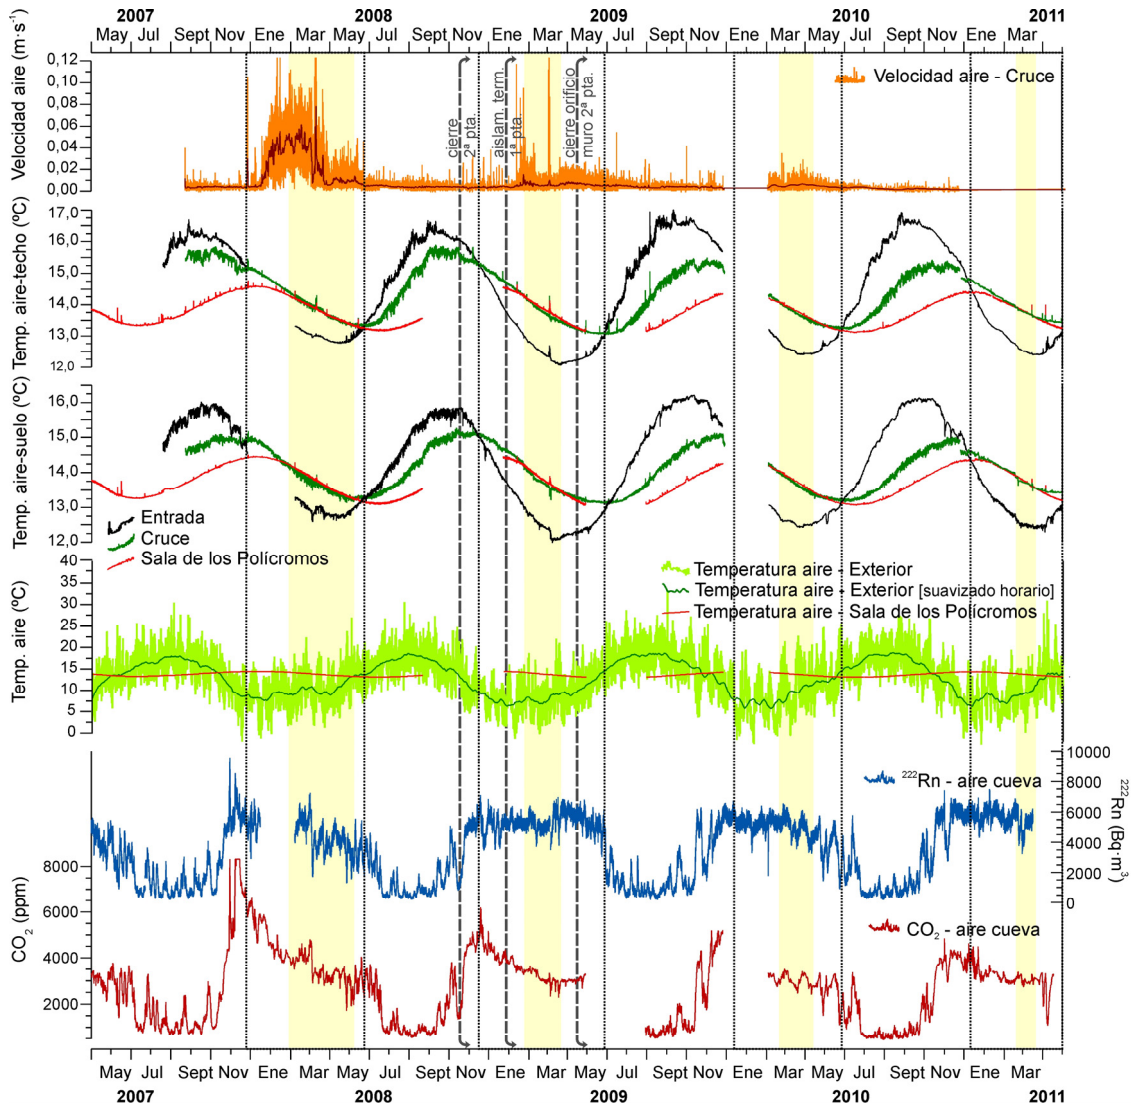 2007 2008 2009 2010 2011
May Jul Sept Nov Ene Mar May Jul Sept Nov Ene Mar May Jul Sept Nov Ene Mar May Jul Sept Nov Ene Mar
Velocidad aire (m·s⁻¹)
0,12
0,10
0,08
0,06
0,04
0,02
0,00
Velocidad aire - Cruce
cierre
2ª pta.
aislam. term.
1ª pta.
cierre orificio
muro 2ª pta.
Temp. aire-techo (ºC)
17,0
16,0
15,0
14,0
13,0
12,0
Temp. aire-suelo (ºC)
16,0
15,0
14,0
13,0
12,0
Entrada
Cruce
Sala de los Polícromos
Temp. aire (ºC)
40
35
30
25
20
15
10
5
0
Temperatura aire - Exterior
Temperatura aire - Exterior [suavizado horario]
Temperatura aire - Sala de los Polícromos
²²²Rn - aire cueva
10000
8000
6000
4000
2000
0
²²²Rn (Bq·m³)
CO₂ (ppm)
8000
6000
4000
2000
CO₂ - aire cueva
May Jul Sept Nov Ene Mar May Jul Sept Nov Ene Mar May Jul Sept Nov Ene Mar May Jul Sept Nov Ene Mar
2007 2008 2009 2010 2011